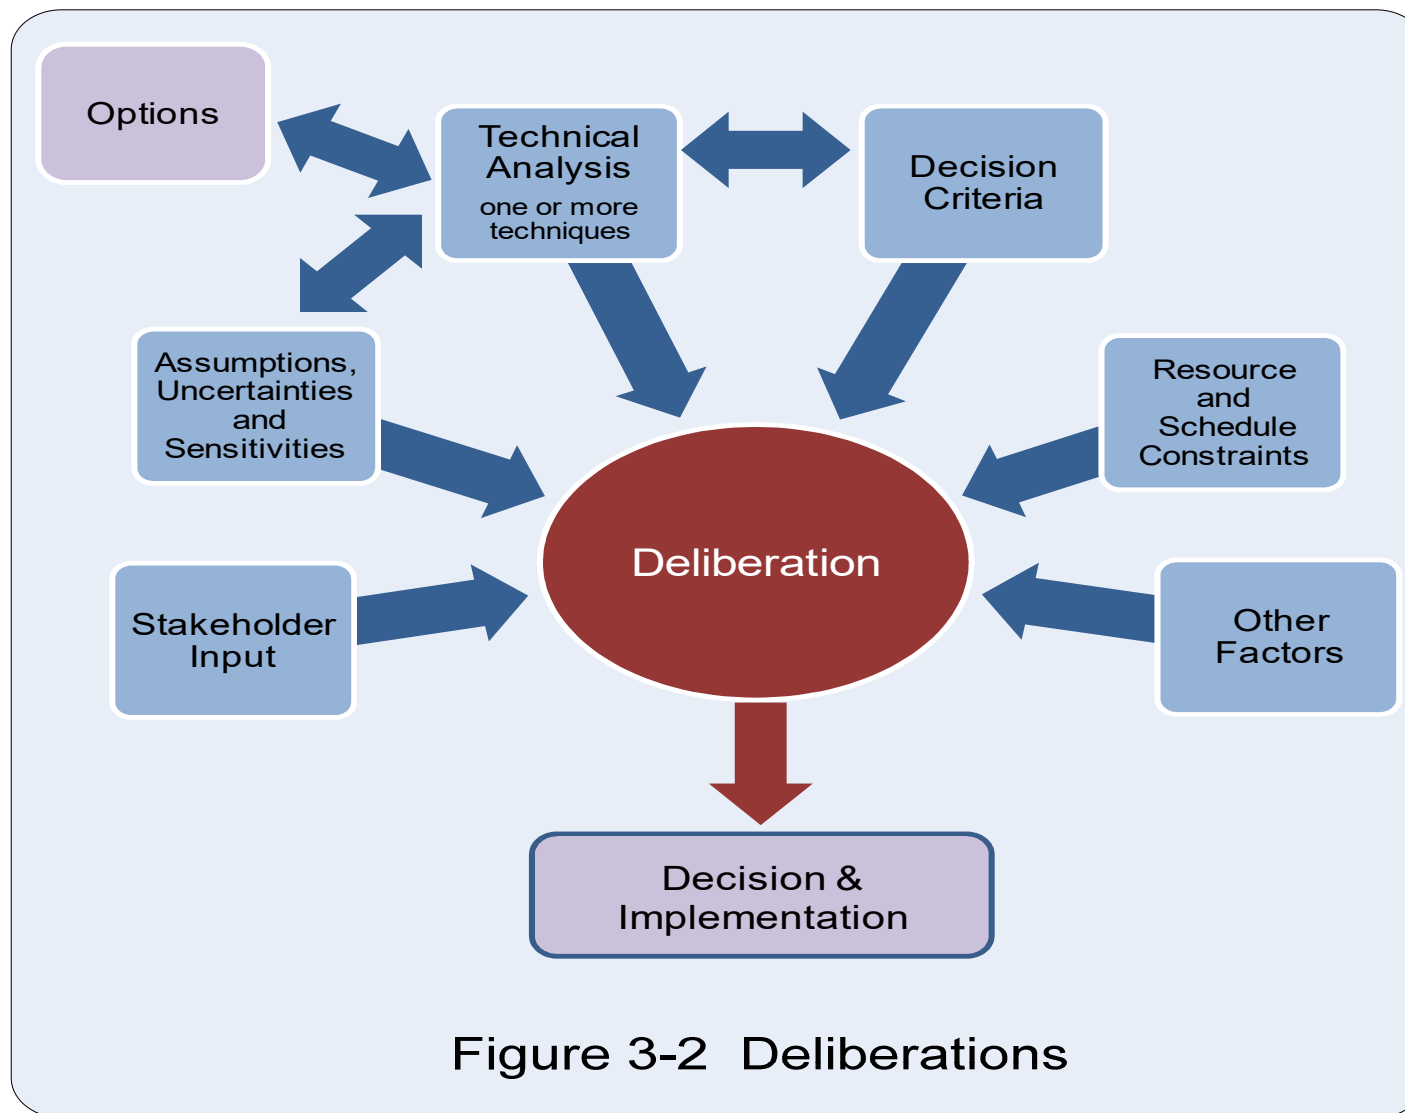 Options
Technical
Analysis
one or more
techniques
Decision
Criteria
Assumptions,
Uncertainties
and
Sensitivities
Resource
and
Schedule
Constraints
Deliberation
Stakeholder
Input
Other
Factors
Decision &
Implementation
Figure 3-2  Deliberations